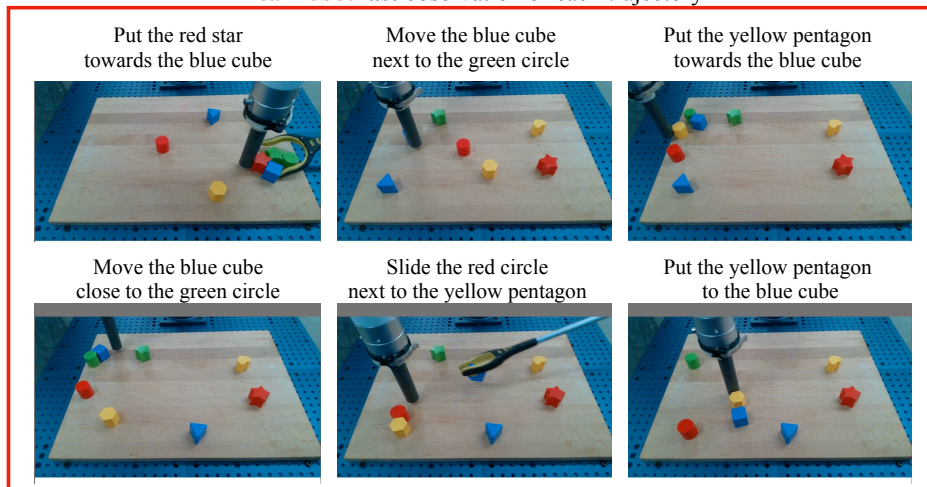 Put the red star
towards the blue cube
Move the blue cube
next to the green circle
Put the yellow pentagon
towards the blue cube
Move the blue cube
close to the green circle
Slide the red circle
next to the yellow pentagon
Put the yellow pentagon
to the blue cube